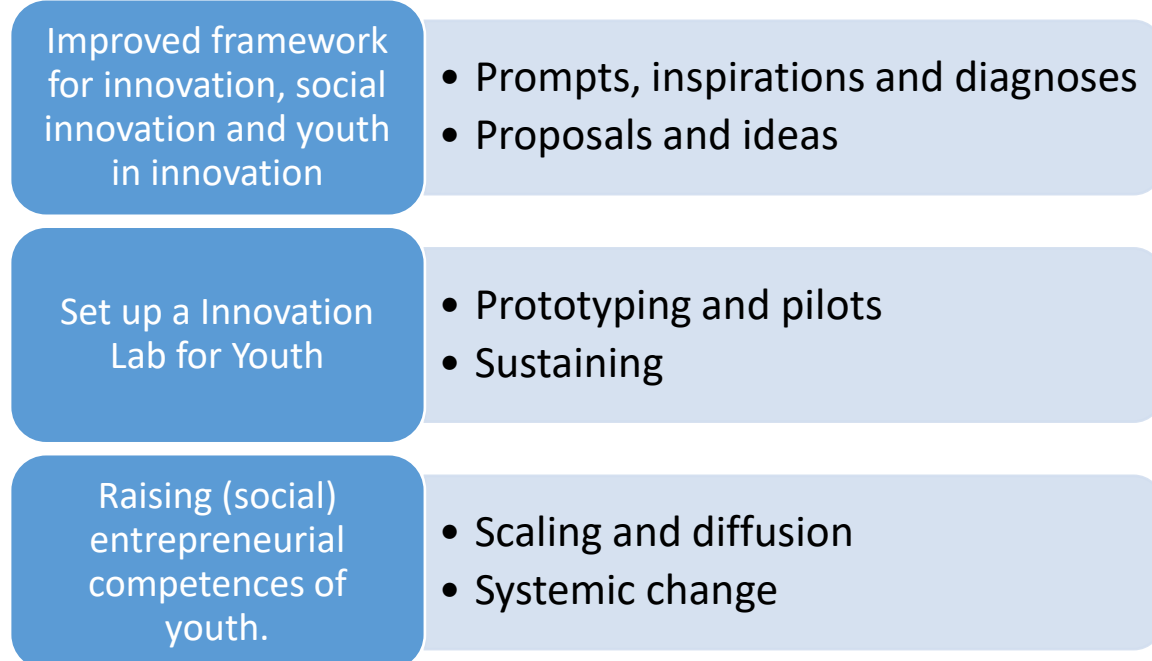 Improved framework
for innovation, social
innovation and youth
in innovation
• Prompts, inspirations and diagnoses
• Proposals and ideas
Set up a Innovation
Lab for Youth
• Prototyping and pilots
• Sustaining
Raising (social)
entrepreneurial
competences of
youth.
• Scaling and diffusion
• Systemic change